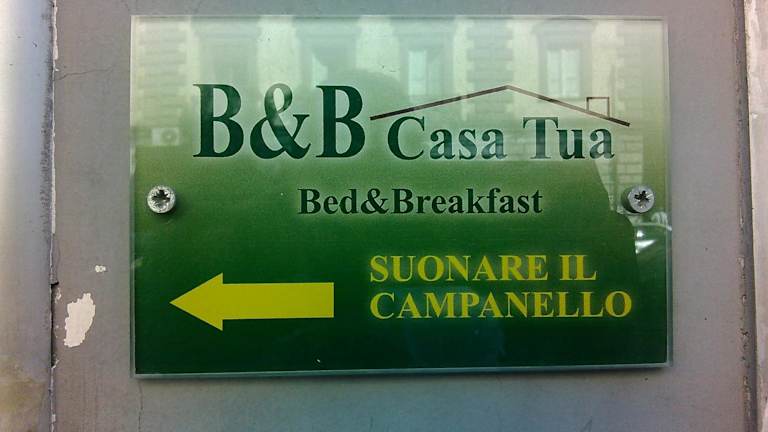 B&B Casa Tua
Bed&Breakfast
SUONARE IL
CAMPANELLO